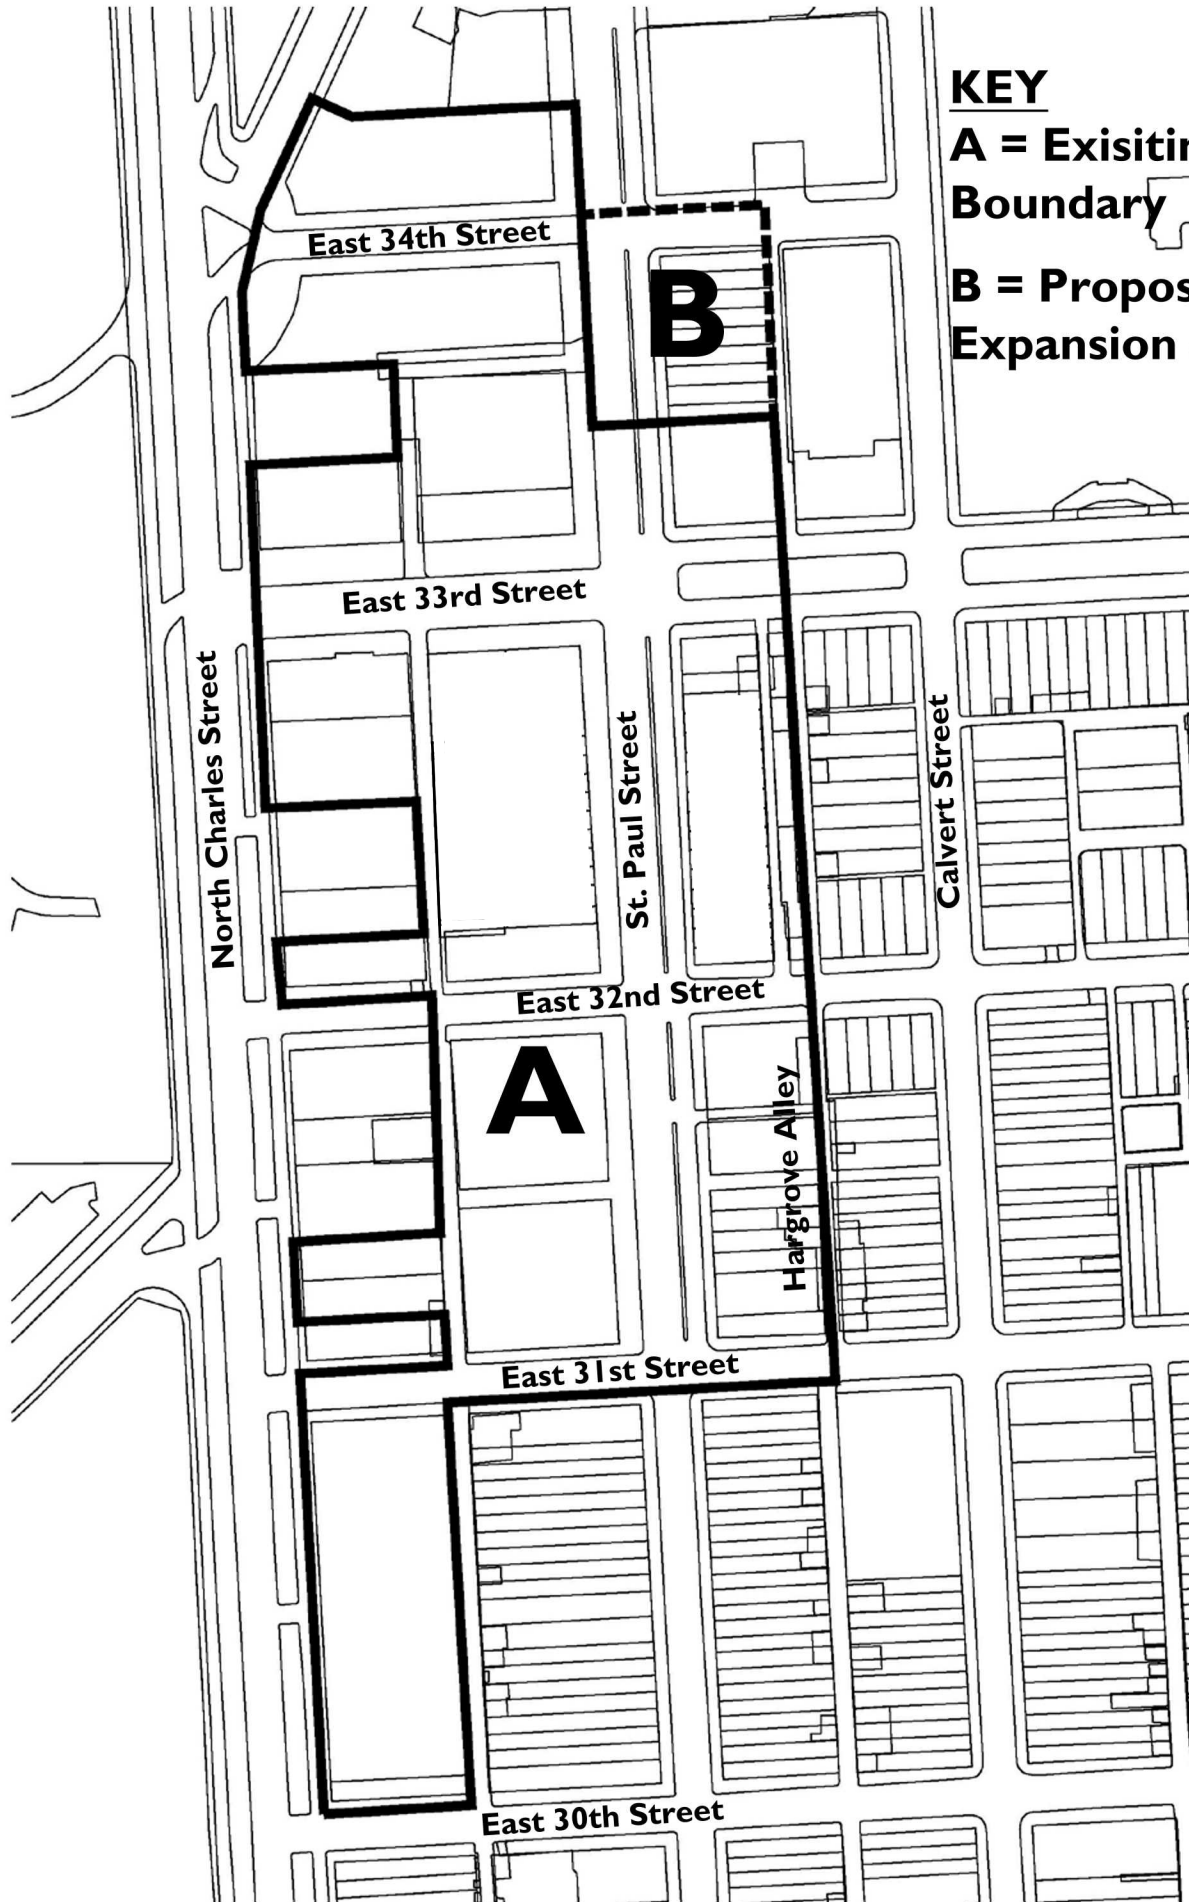 KEY
A = Exisitin
Boundary
B = Propos
Expansion
East 34th Street
B
East 33rd Street
North Charles Street
St. Paul Street
Calvert Street
East 32nd Street
A
Hargrove Alley
East 31st Street
East 30th Street